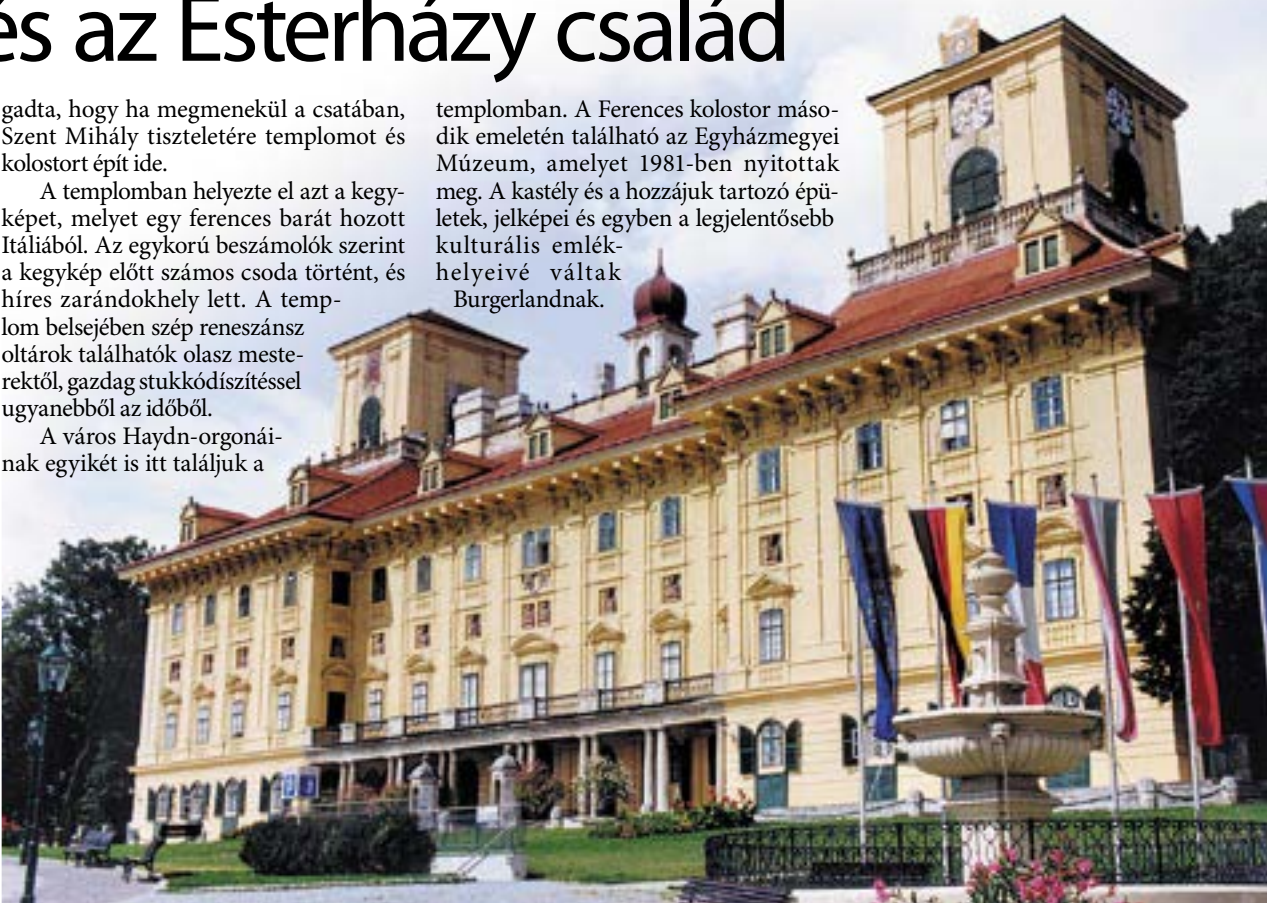 és az Esterházy család
gadta, hogy ha megmenekül a csatában,
Szent Mihály tiszteletére templomot és
kolostort épít ide.
A templomban helyezte el azt a kegy-
képet, melyet egy ferences barát hozott
Itáliából. Az egykorú beszámolók szerint
a kegykép előtt számos csoda történt, és
híres zarándokhely lett. A temp-
lom belsejében szép reneszánsz
oltárok találhatók olasz meste-
rektől, gazdag stukkódíszítéssel
ugyanebből az időből.
A város Haydn-orgonái-
nak egyikét is itt találjuk a
templomban. A Ferences kolostor máso-
dik emeletén található az Egyházmegyei
Múzeum, amelyet 1981-ben nyitottak
meg. A kastély és a hozzájuk tartozó épü-
letek, jelképei és egyben a legjelentősebb
kulturális emlék-
helyeivé váltak
Burgerlandnak.